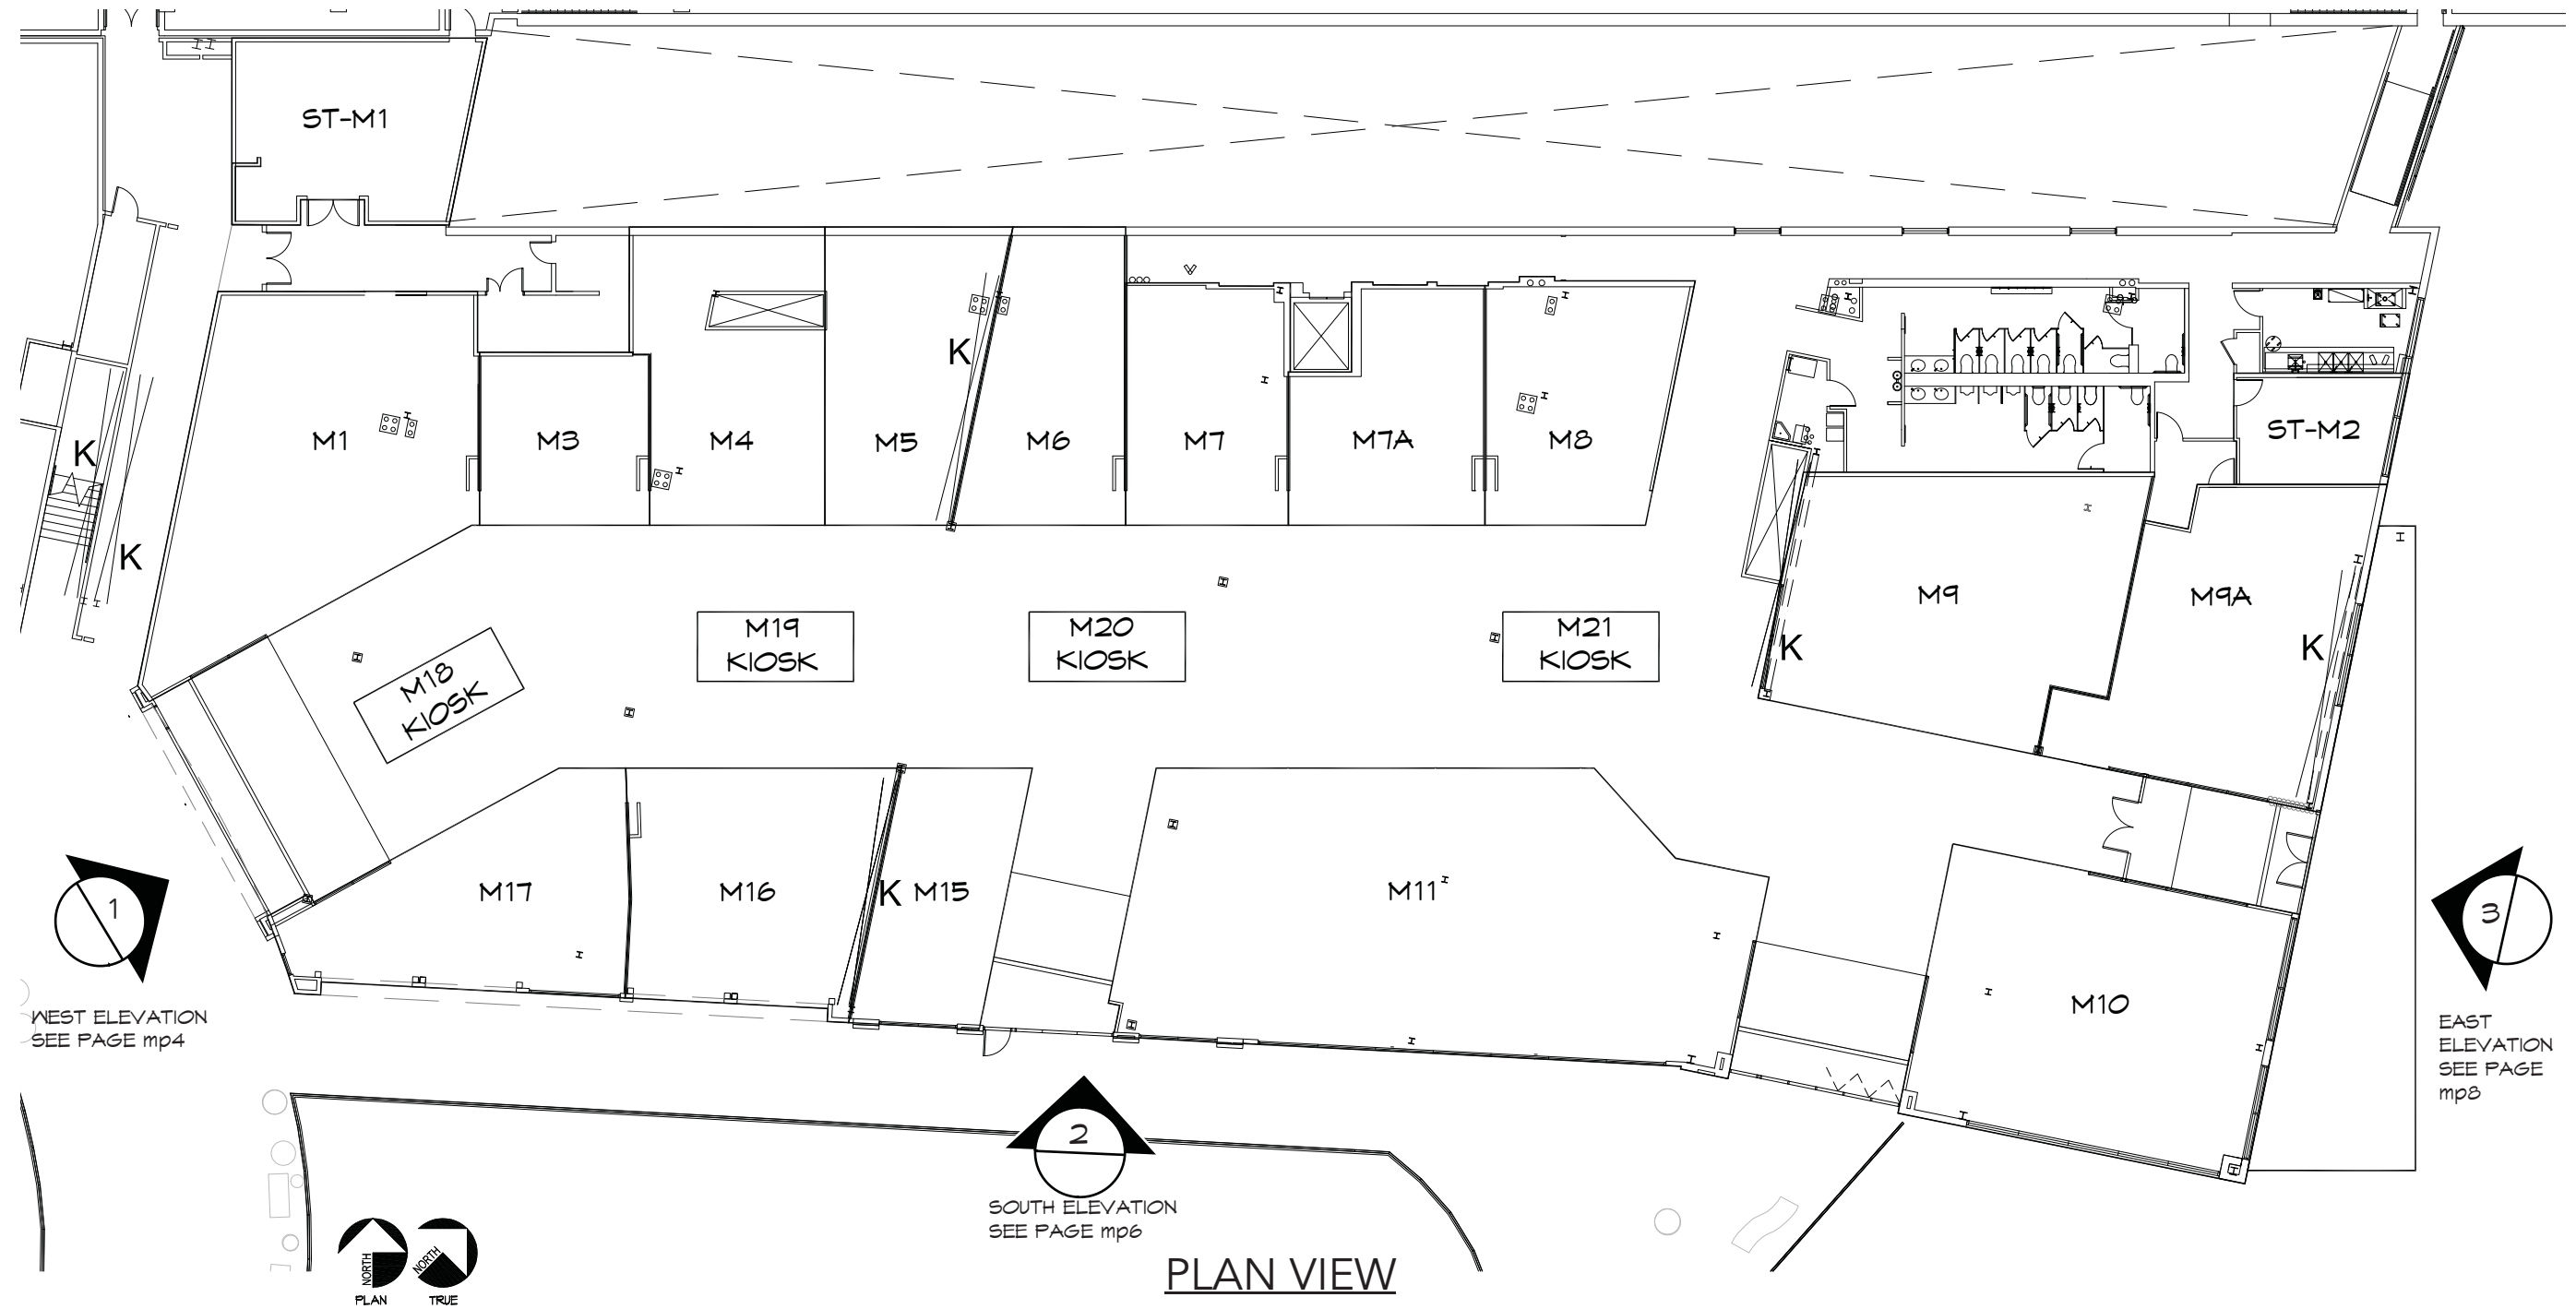 ST-M1
M1
M3
M4
M5
M6
M7
M7A
M8
ST-M2
K
K
K
M9
M9A
K
K
M18
KIOSK
M19
KIOSK
M20
KIOSK
M21
KIOSK
M17
M16
K
M15
M11
M10
1
WEST ELEVATION
SEE PAGE mp4
2
SOUTH ELEVATION
SEE PAGE mp6
3
EAST
ELEVATION
SEE PAGE
mp8
NORTH
PLAN
NORTH
TRUE
PLAN VIEW